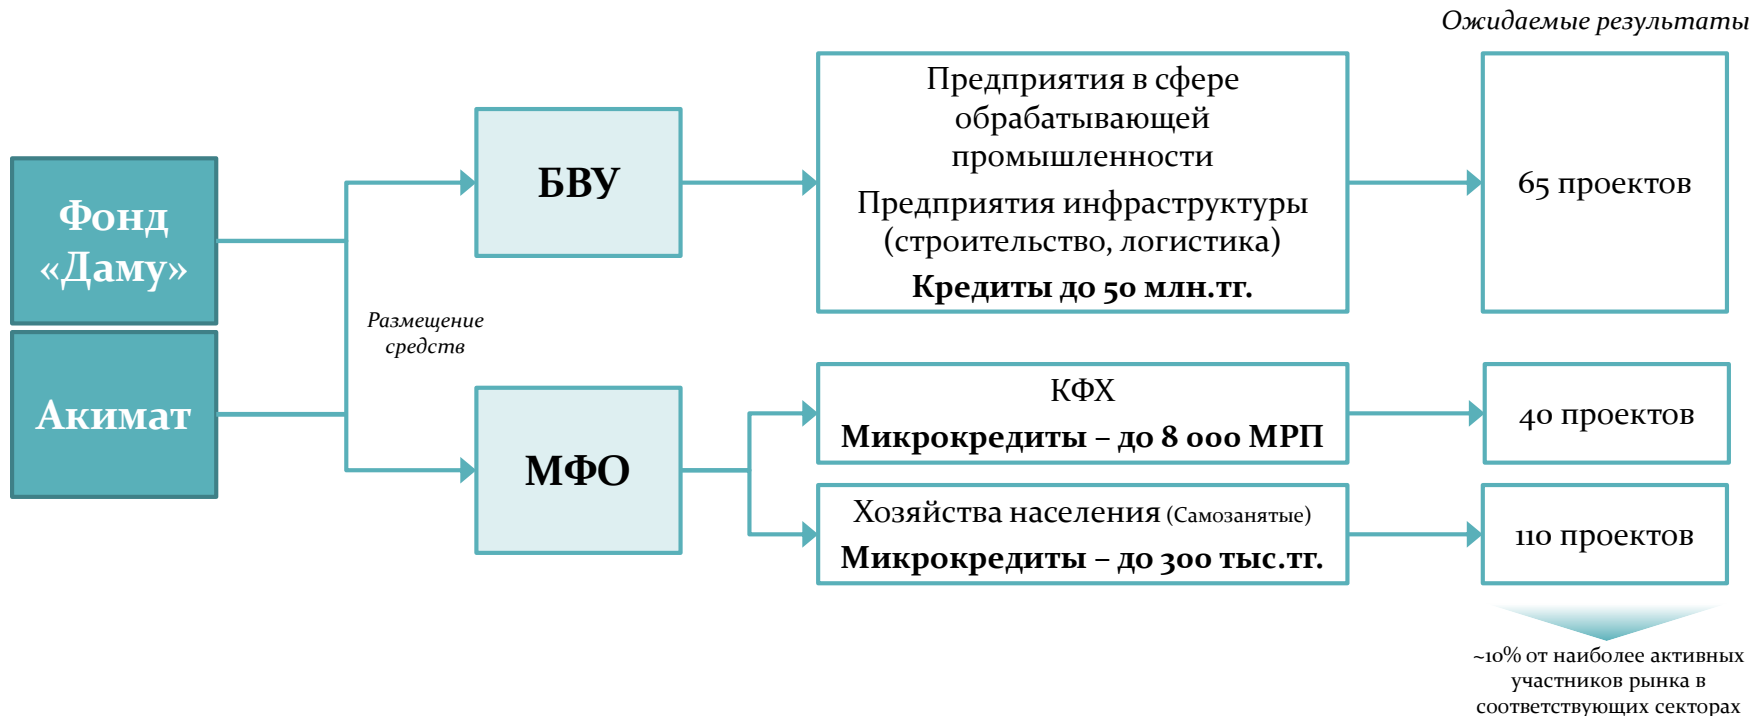 Ожидаемые результаты
Фонд
«Даму»
Акимат
Размещение
средств
БВУ
МФО
Предприятия в сфере
обрабатывающей
промышленности
Предприятия инфраструктуры
(строительство, логистика)
Кредиты до 50 млн.тг.
65 проектов
КФХ
Микрокредиты – до 8 000 МРП
40 проектов
Хозяйства населения (Самозанятые)
Микрокредиты – до 300 тыс.тг.
110 проектов
~10% от наиболее активных
участников рынка в
соответствующих секторах